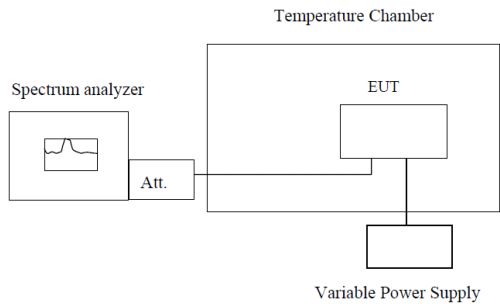 Temperature Chamber
Spectrum analyzer
EUT
Att.
Variable Power Supply